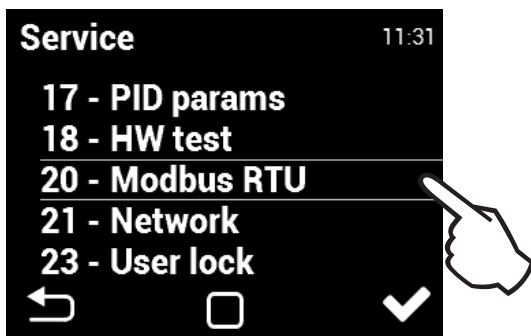 Service 11:31
17 - PID params
18 - HW test
20 - Modbus RTU
21 - Network
23 - User lock